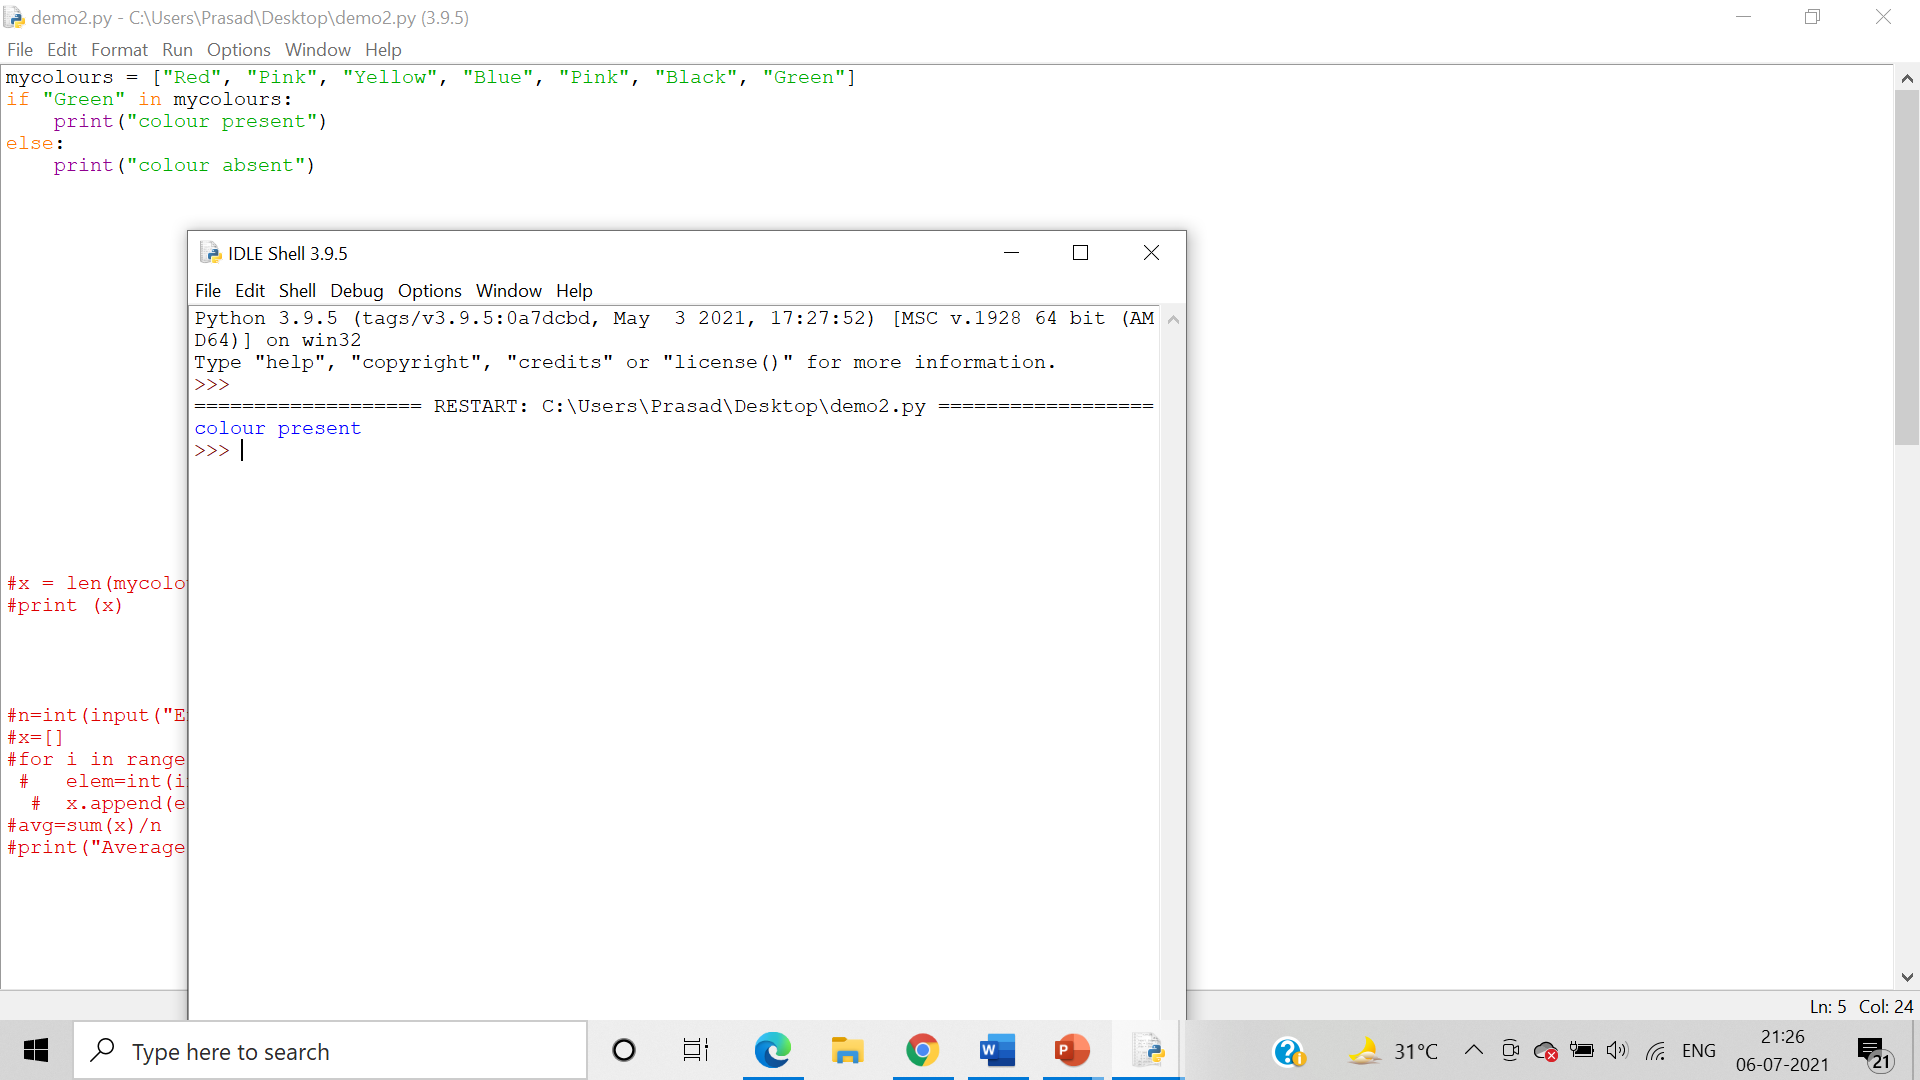 demo2.py - C:\Users\Prasad\Desktop\demo2.py (3.9.5)
File Edit Format Run Options Window Help
mycolours = ["Red", "Pink", "Yellow", "Blue", "Pink", "Black", "Green"]
if "Green" in mycolours:
    print("colour present")
else:
    print("colour absent")
IDLE Shell 3.9.5
File Edit Shell Debug Options Window Help
Python 3.9.5 (tags/v3.9.5:0a7dcbd, May  3 2021, 17:27:52) [MSC v.1928 64 bit (AM
D64)] on win32
Type "help", "copyright", "credits" or "license()" for more information.
>>>
=================== RESTART: C:\Users\Prasad\Desktop\demo2.py ==================
colour present
>>>
#x = len(mycolo
#print (x)
#n=int(input("E
#x=[]
#for i in range
 #   elem=int(i
  #  x.append(e
#avg=sum(x)/n
#print("Average
Ln: 5 Col: 24
Type here to search
31°C
ENG
21:26
06-07-2021
21